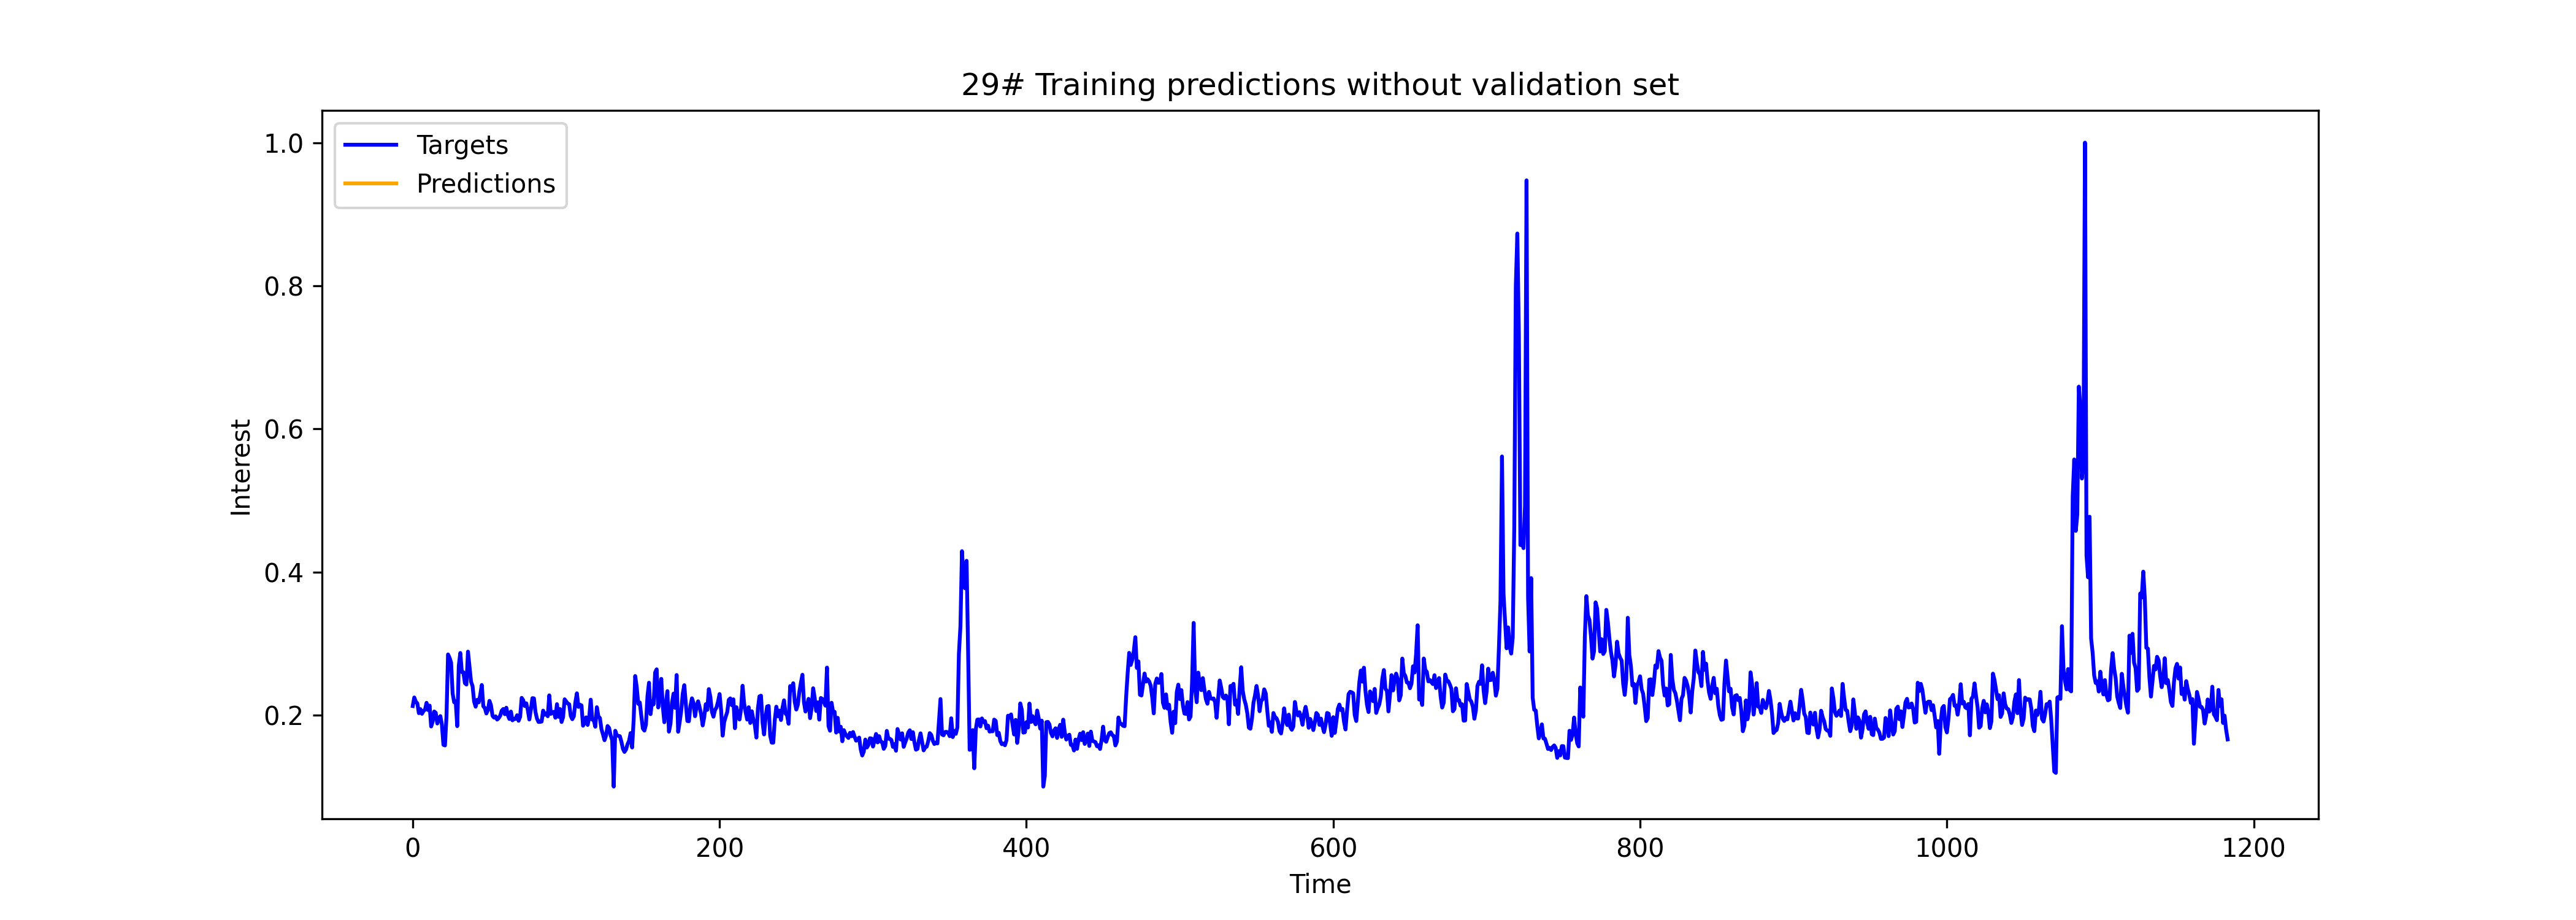 29# Training predictions without validation set
Targets
Predictions
1.0
0.8
0.6
0.4
0.2
Interest
0 200 400 600 800 1000 1200
Time